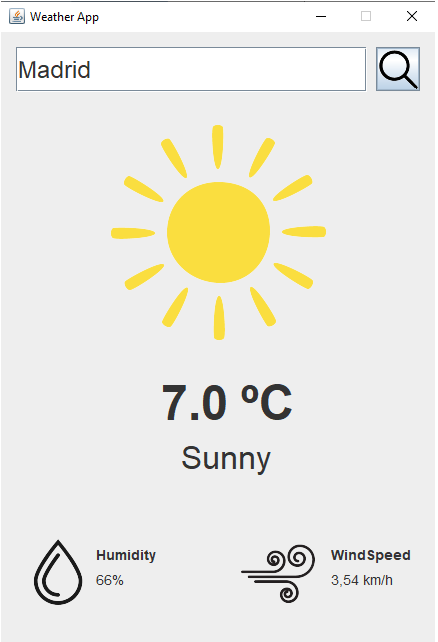 Weather App
Madrid
7.0 ºC
Sunny
Humidity
66%
WindSpeed
3,54 km/h